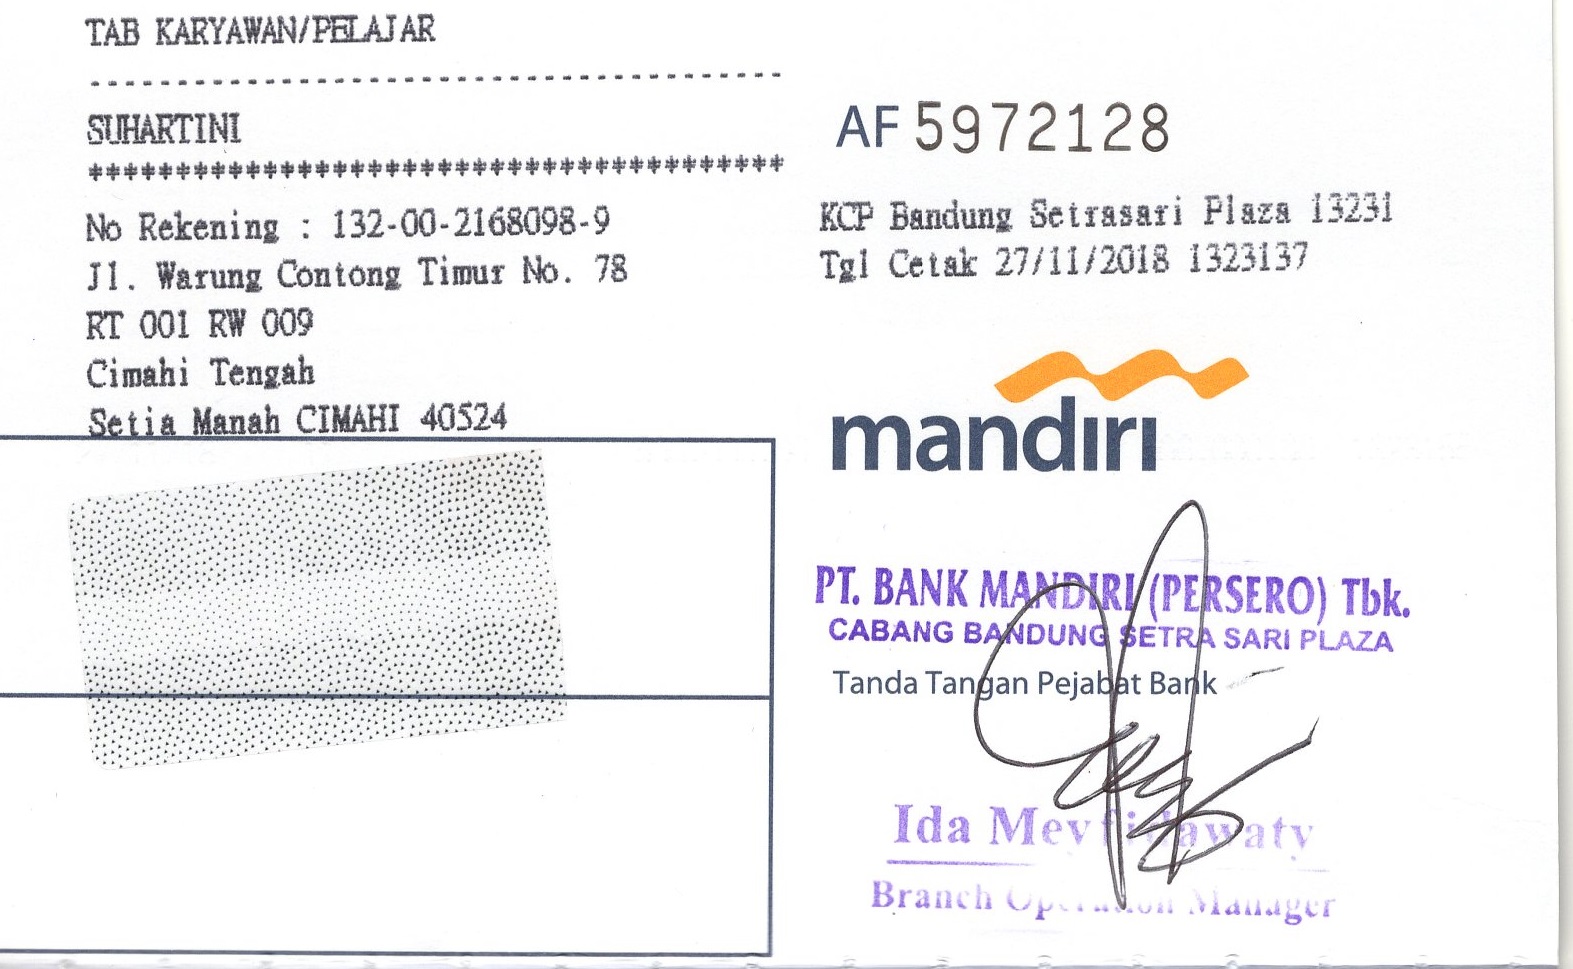 TAB KARYAWAN/PELAJAR
----------------------------------------
SUHARTINI
****************************************
No Rekening : 132-00-2168098-9
Jl. Warung Contong Timur No. 78
RT 001 RW 009
Cimahi Tengah
Setia Manah CIMAHI 40524
AF 5972128
KCP Bandung Setrasari Plaza 13231
Tgl Cetak 27/11/2018 1323137
mandiri
PT. BANK MANDIRI (PERSERO) Tbk.
CABANG BANDUNG SETRA SARI PLAZA
Tanda Tangan Pejabat Bank
Ida
Branch Operation Manager